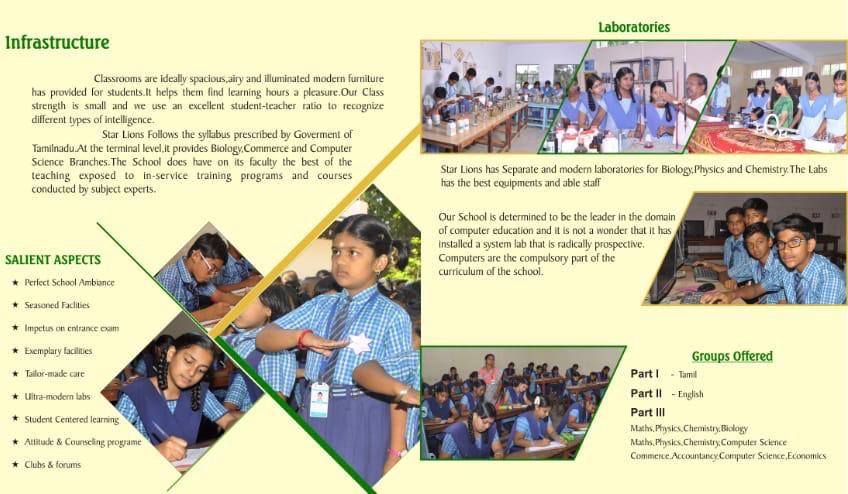 Infrastructure
Classrooms are ideally spacious,airy and illuminated modern furniture
has provided for students.It helps them find learning hours a pleasure.Our Class
strength is small and we use an excellent student-teacher ratio to recognize
different types of intelligence.
Star Lions Follows the syllabus prescribed by Goverment of
Tamilnadu.At the terminal level,it provides Biology,Commerce and Computer
Science Branches.The School does have on its faculty the best of the
teaching exposed to in-service training programs and courses
conducted by subject experts.
SALIENT ASPECTS
★ Perfect School Ambiance
★ Seasoned Faclities
★ Impetus on entrance exam
★ Exemplary facilities
★ Tailor-made care
★ Ultra-modern labs
★ Student Centered learning
★ Attitude & Counseling programe
★ Clubs & forums
Laboratories
Star Lions has Separate and modern laboratories for Biology,Physics and Chemistry.The Labs
has the best equipments and able staff
Our School is determined to be the leader in the domain
of computer education and it is not a wonder that it has
installed a system lab that is radically prospective.
Computers are the compulsory part of the
curriculum of the school.
Groups Offered
Part I - Tamil
Part II - English
Part III
Maths,Physics,Chemistry,Biology
Maths,Physics,Chemistry,Computer Science
Commerce,Accountancy,Computer Science,Economics